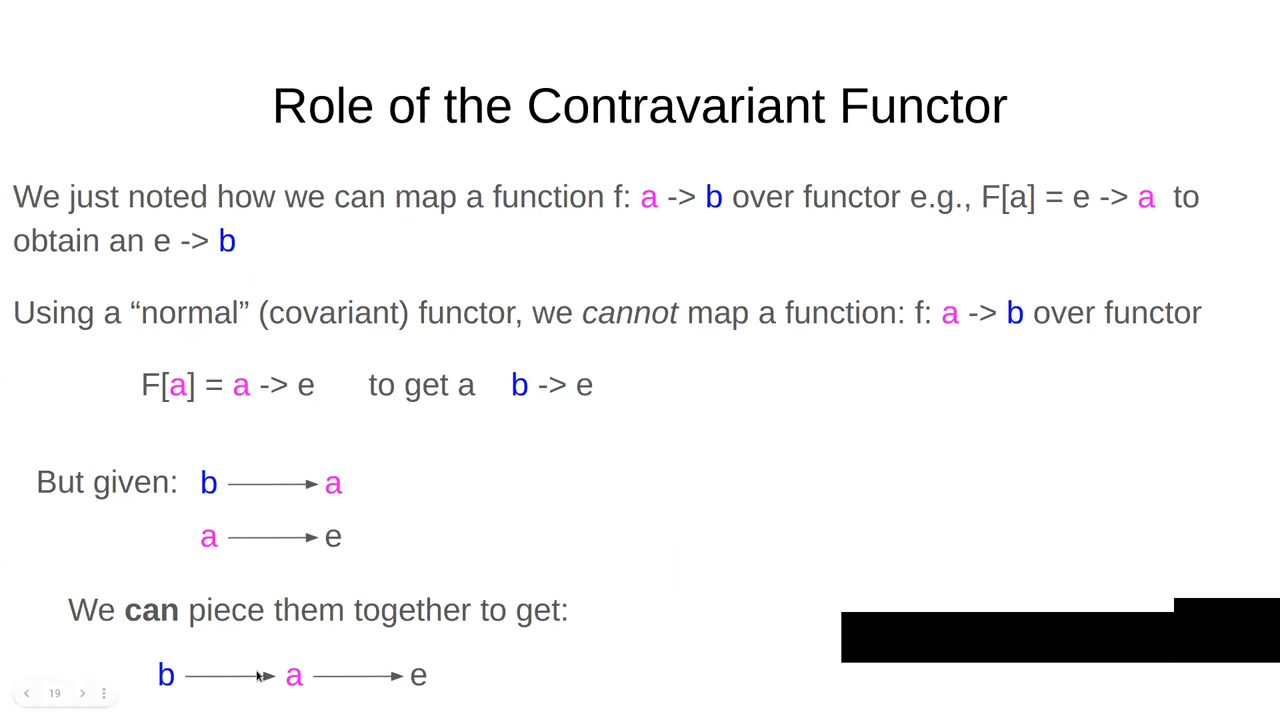 Role of the Contravariant Functor
We just noted how we can map a function f: a -> b over functor e.g., F[a] = e -> a to
obtain an e -> b
Using a “normal” (covariant) functor, we cannot map a function: f: a -> b over functor
F[a] = a -> e to get a b -> e
But given: b a
a e
We can piece them together to get:
b a e
19